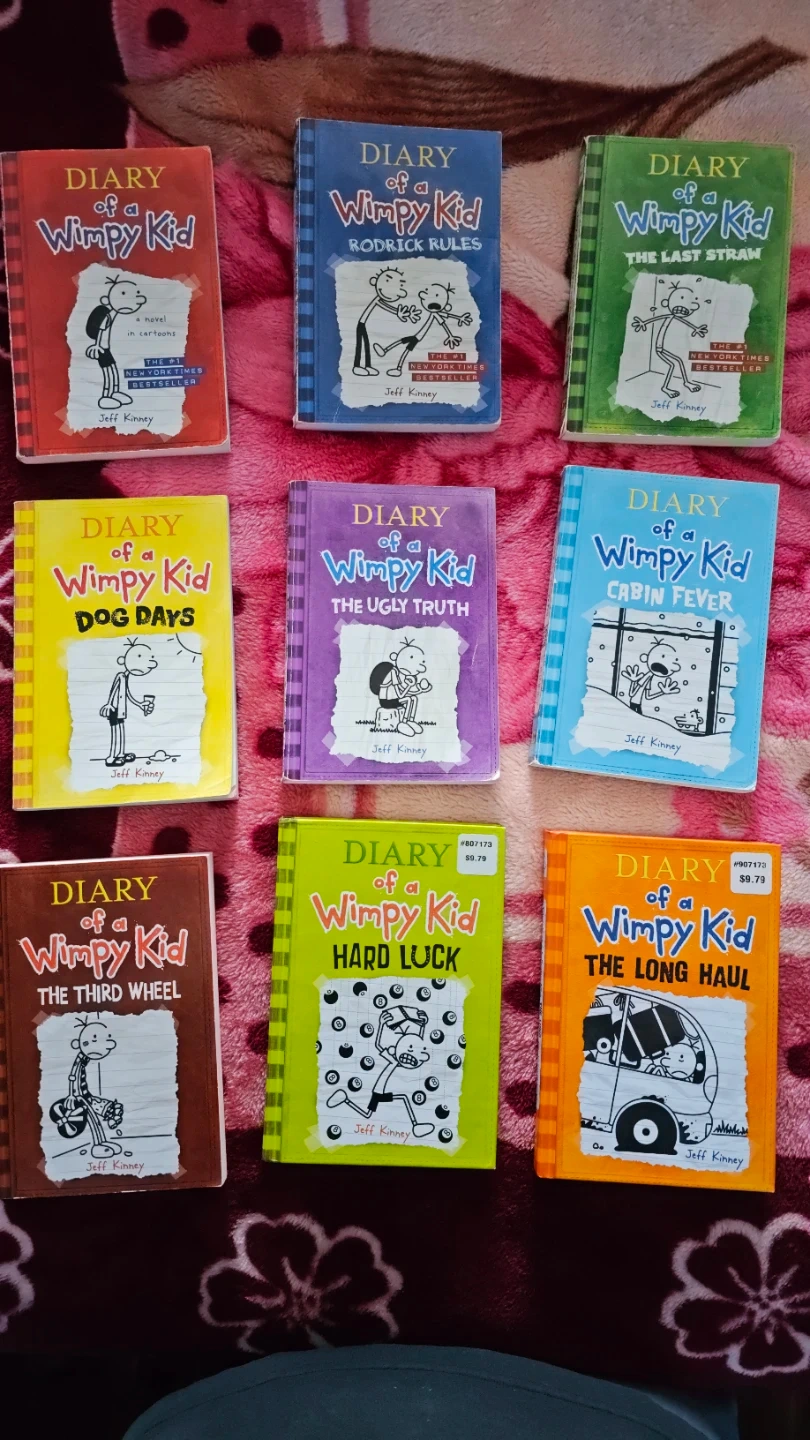 DIARY
of a
Wimpy Kid
a novel
in cartoons
THE #1
NEW YORK TIMES
BESTSELLER
Jeff Kinney
DIARY
of a
Wimpy Kid
RODRICK RULES
THE #1
NEW YORK TIMES
BESTSELLER
Jeff Kinney
DIARY
of a
Wimpy Kid
THE LAST STRAW
THE #1
NEW YORK TIMES
BESTSELLER
Jeff Kinney
DIARY
of a
Wimpy Kid
DOG DAYS
Jeff Kinney
DIARY
of a
Wimpy Kid
THE UGLY TRUTH
Jeff Kinney
DIARY
of a
Wimpy Kid
CABIN FEVER
Jeff Kinney
DIARY
of a
Wimpy Kid
THE THIRD WHEEL
Jeff Kinney
#807173
$9.79
DIARY
of a
Wimpy Kid
HARD LUCK
8
Jeff Kinney
#907173
$9.79
DIARY
of a
Wimpy Kid
THE LONG HAUL
Jeff Kinney